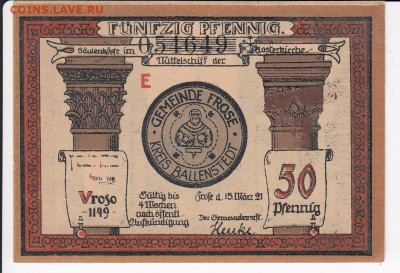 COINS.LAVE.RU
FÜNFZIG PFENNIG.
Säulenköpfe im 054649 Klosterkirche.
Mittelschiff der
E
GEMEINDE FROSE
KREIS BALLENSTEDT
Vroso
-1149
Gültig bis
4 Wochen
nach öffentl.
Aufkündigung
Frose d. 15 März 21
Der Gemeindevorst.
Henke
50
Pfennig